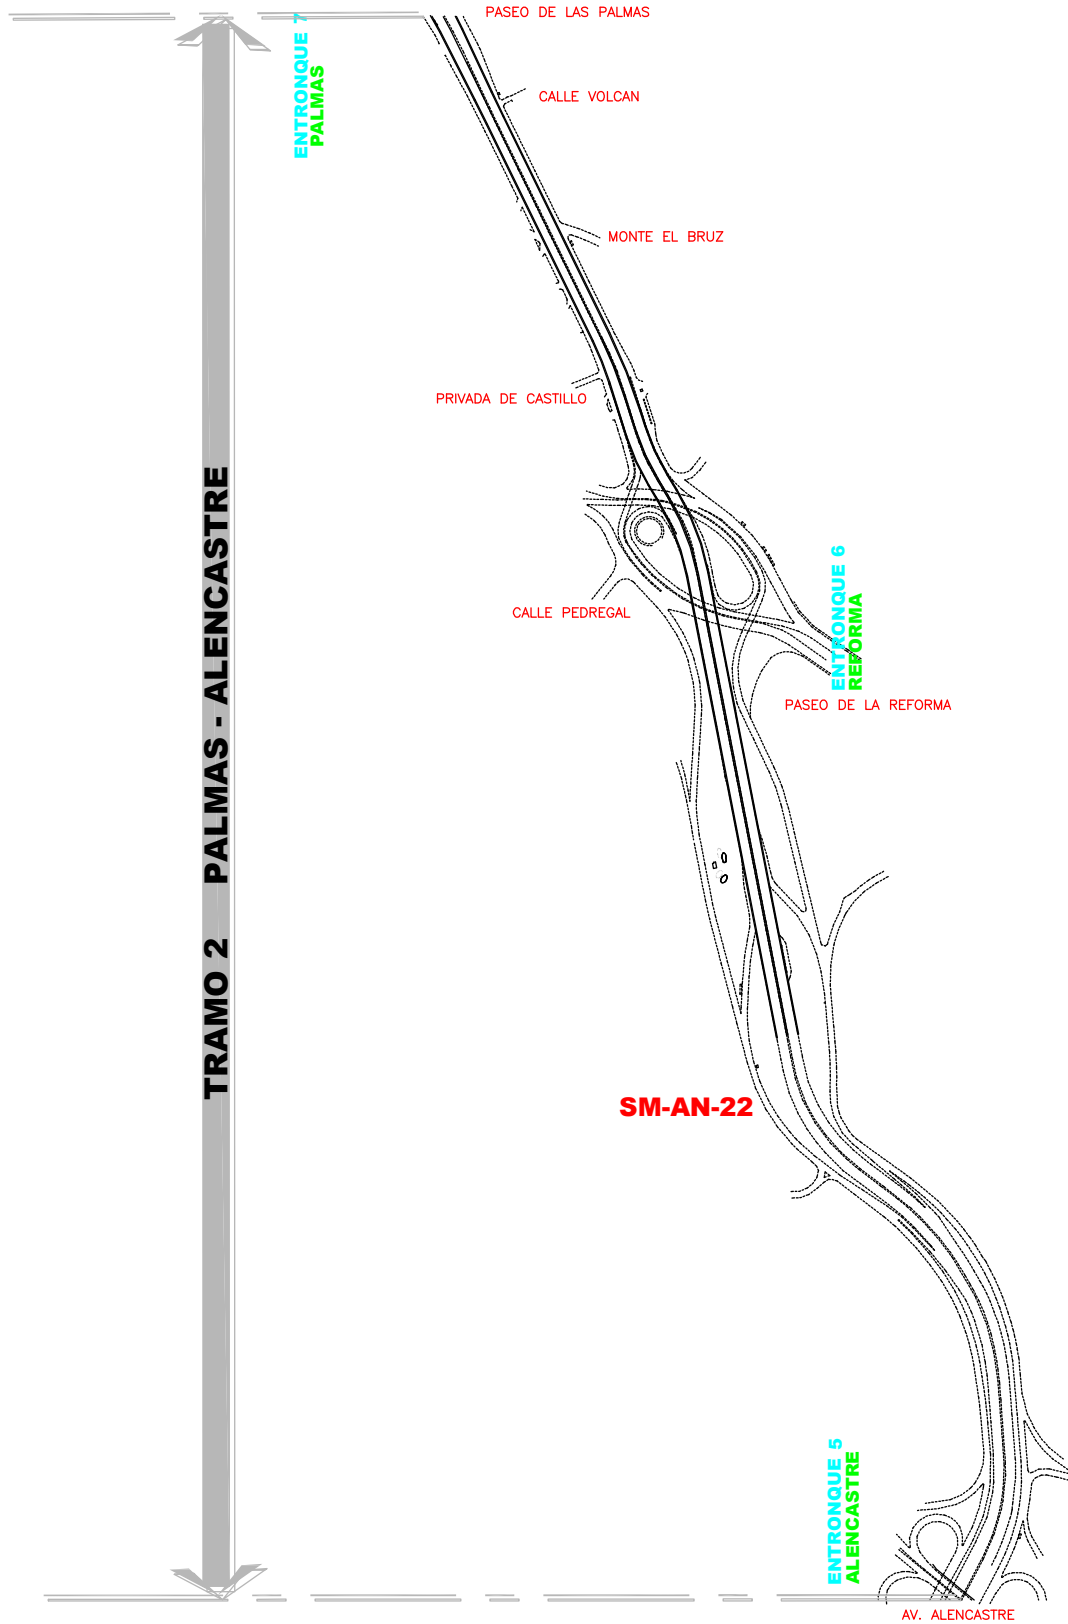 PASEO DE LAS PALMAS
ENTRONQUE 7
PALMAS
CALLE VOLCAN
MONTE EL BRUZ
PRIVADA DE CASTILLO
TRAMO 2 PALMAS - ALENCASTRE
ENTRONQUE 6
REFORMA
CALLE PEDREGAL
PASEO DE LA REFORMA
SM-AN-22
ENTRONQUE 5
ALENCASTRE
AV. ALENCASTRE